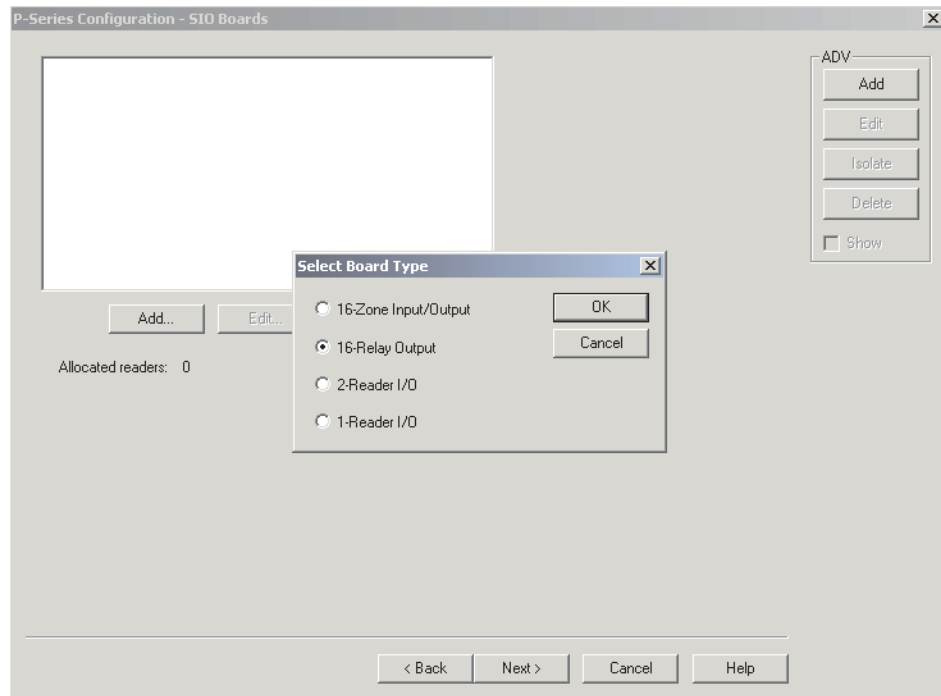 P-Series Configuration - SIO Boards
ADV
Add
Edit
Isolate
Delete
Show
Select Board Type
16-Zone Input/Output
16-Relay Output
2-Reader I/O
1-Reader I/O
OK
Cancel
Add...
Edit...
Allocated readers: 0
< Back
Next >
Cancel
Help